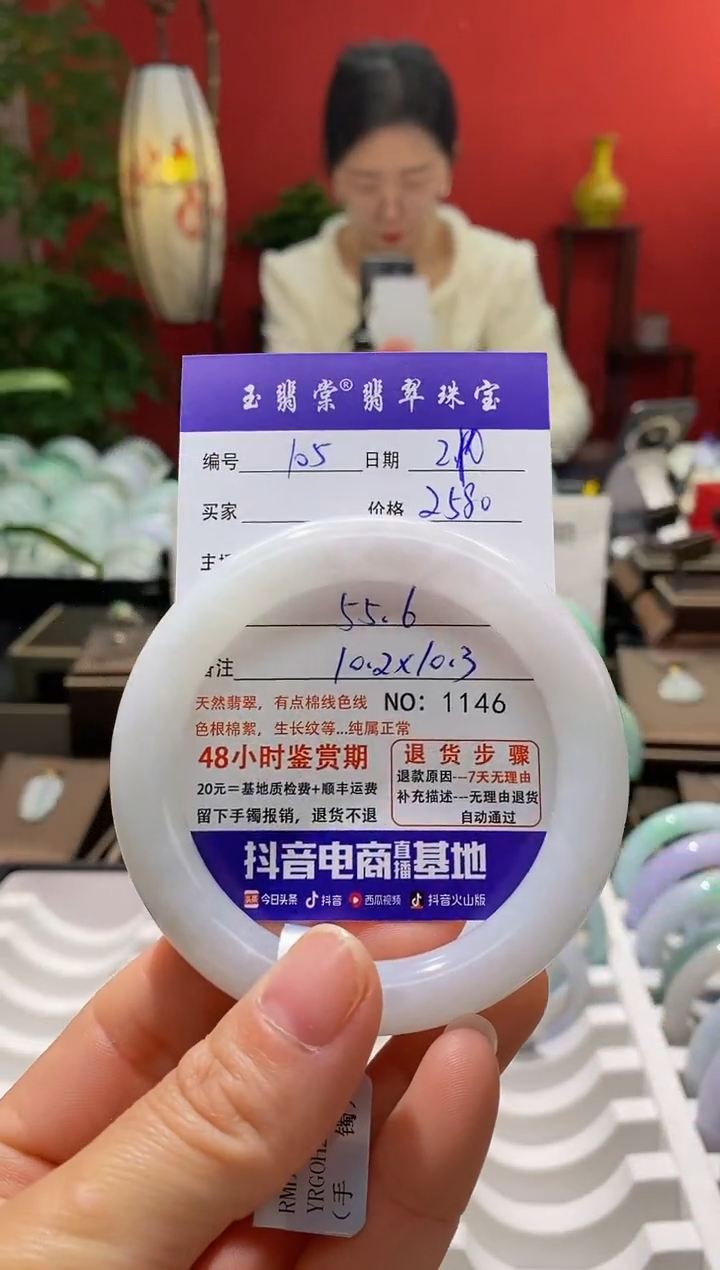 玉翡棠® 翡翠珠宝
编号 105 日期
买家 价格 2580
55.6
备注 10.2×10.3
天然翡翠，有点棉线色线 NO: 1146
色根棉絮，生长纹等...纯属正常
48小时鉴赏期
20元=基地质检费+顺丰运费
留下手镯报销，退货不退
退货步骤
退款原因---7天无理由
补充描述---无理由退货
自动通过
抖音电商直播基地
头条 今日头条 抖音 西瓜视频 抖音火山版
(手 镯